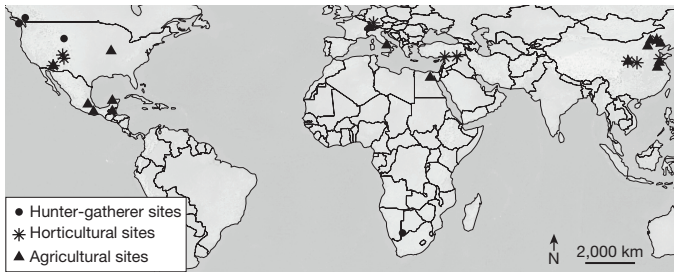 Hunter-gatherer sites
Horticultural sites
Agricultural sites
N
2,000 km